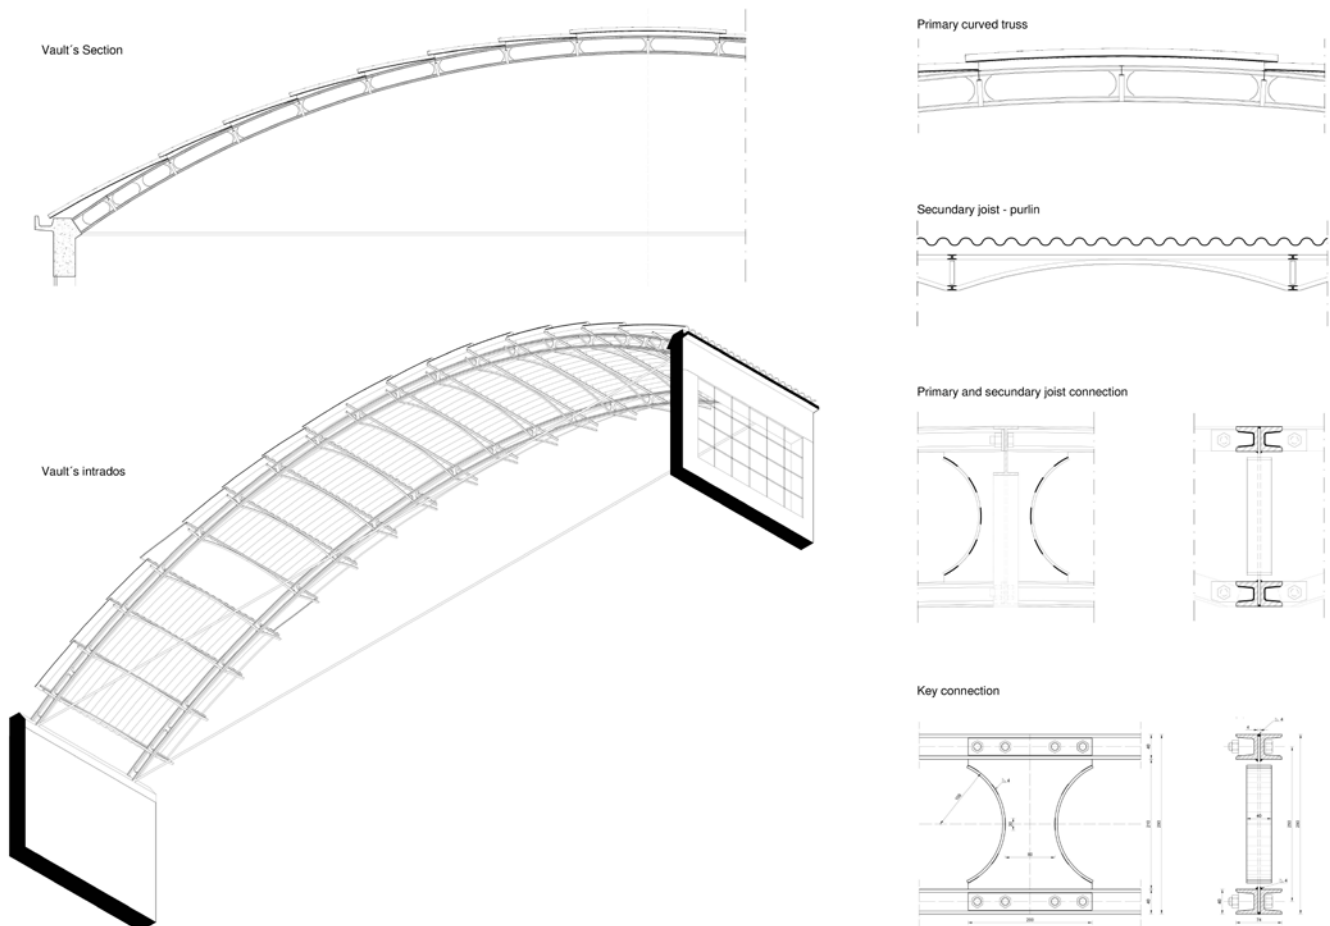 Vault´s Section
Primary curved truss
Secundary joist - purlin
Primary and secundary joist connection
Vault´s intrados
Key connection